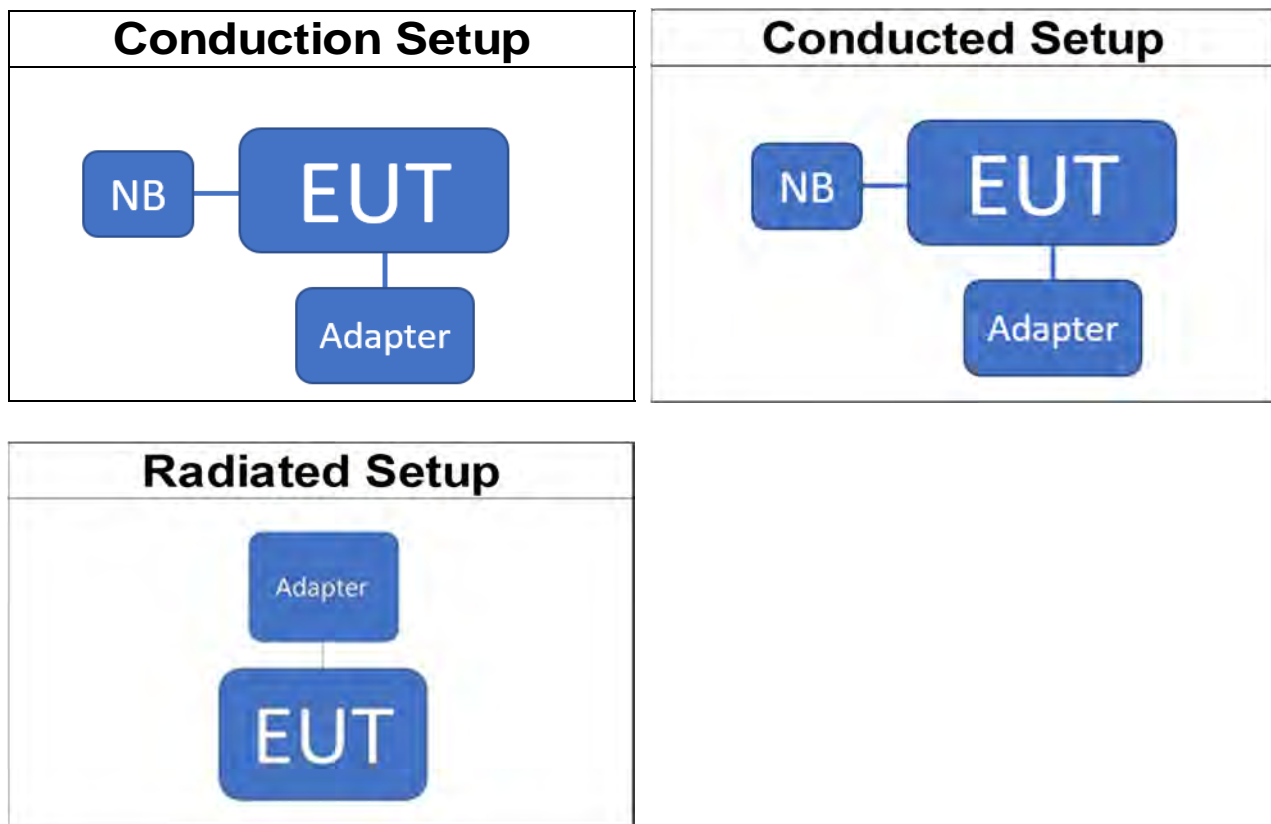 Conduction Setup
NB
EUT
Adapter
Conducted Setup
NB
EUT
Adapter
Radiated Setup
Adapter
EUT